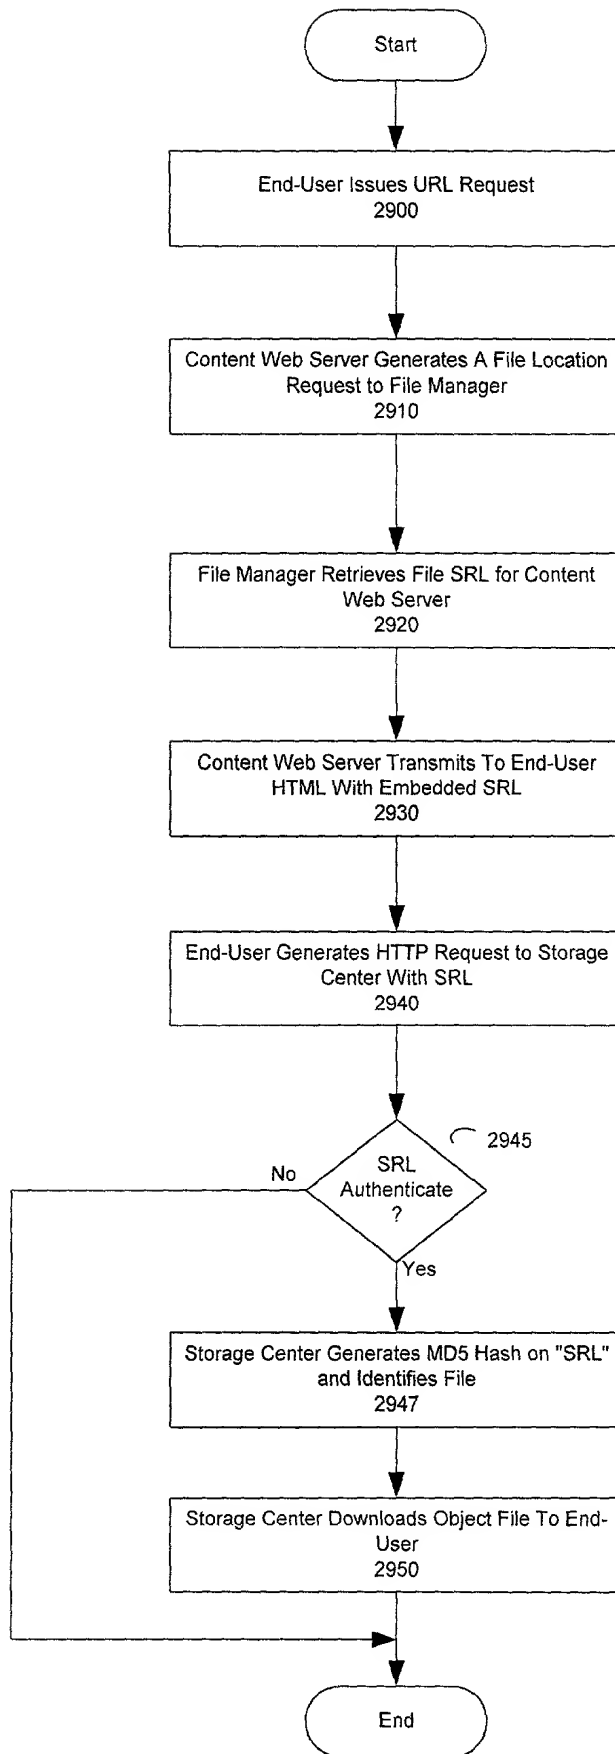 Start
End-User Issues URL Request
2900
Content Web Server Generates A File Location
Request to File Manager
2910
File Manager Retrieves File SRL for Content
Web Server
2920
Content Web Server Transmits To End-User
HTML With Embedded SRL
2930
End-User Generates HTTP Request to Storage
Center With SRL
2940
2945
No
SRL
Authenticate
?
Yes
Storage Center Generates MD5 Hash on "SRL"
and Identifies File
2947
Storage Center Downloads Object File To End-
User
2950
End